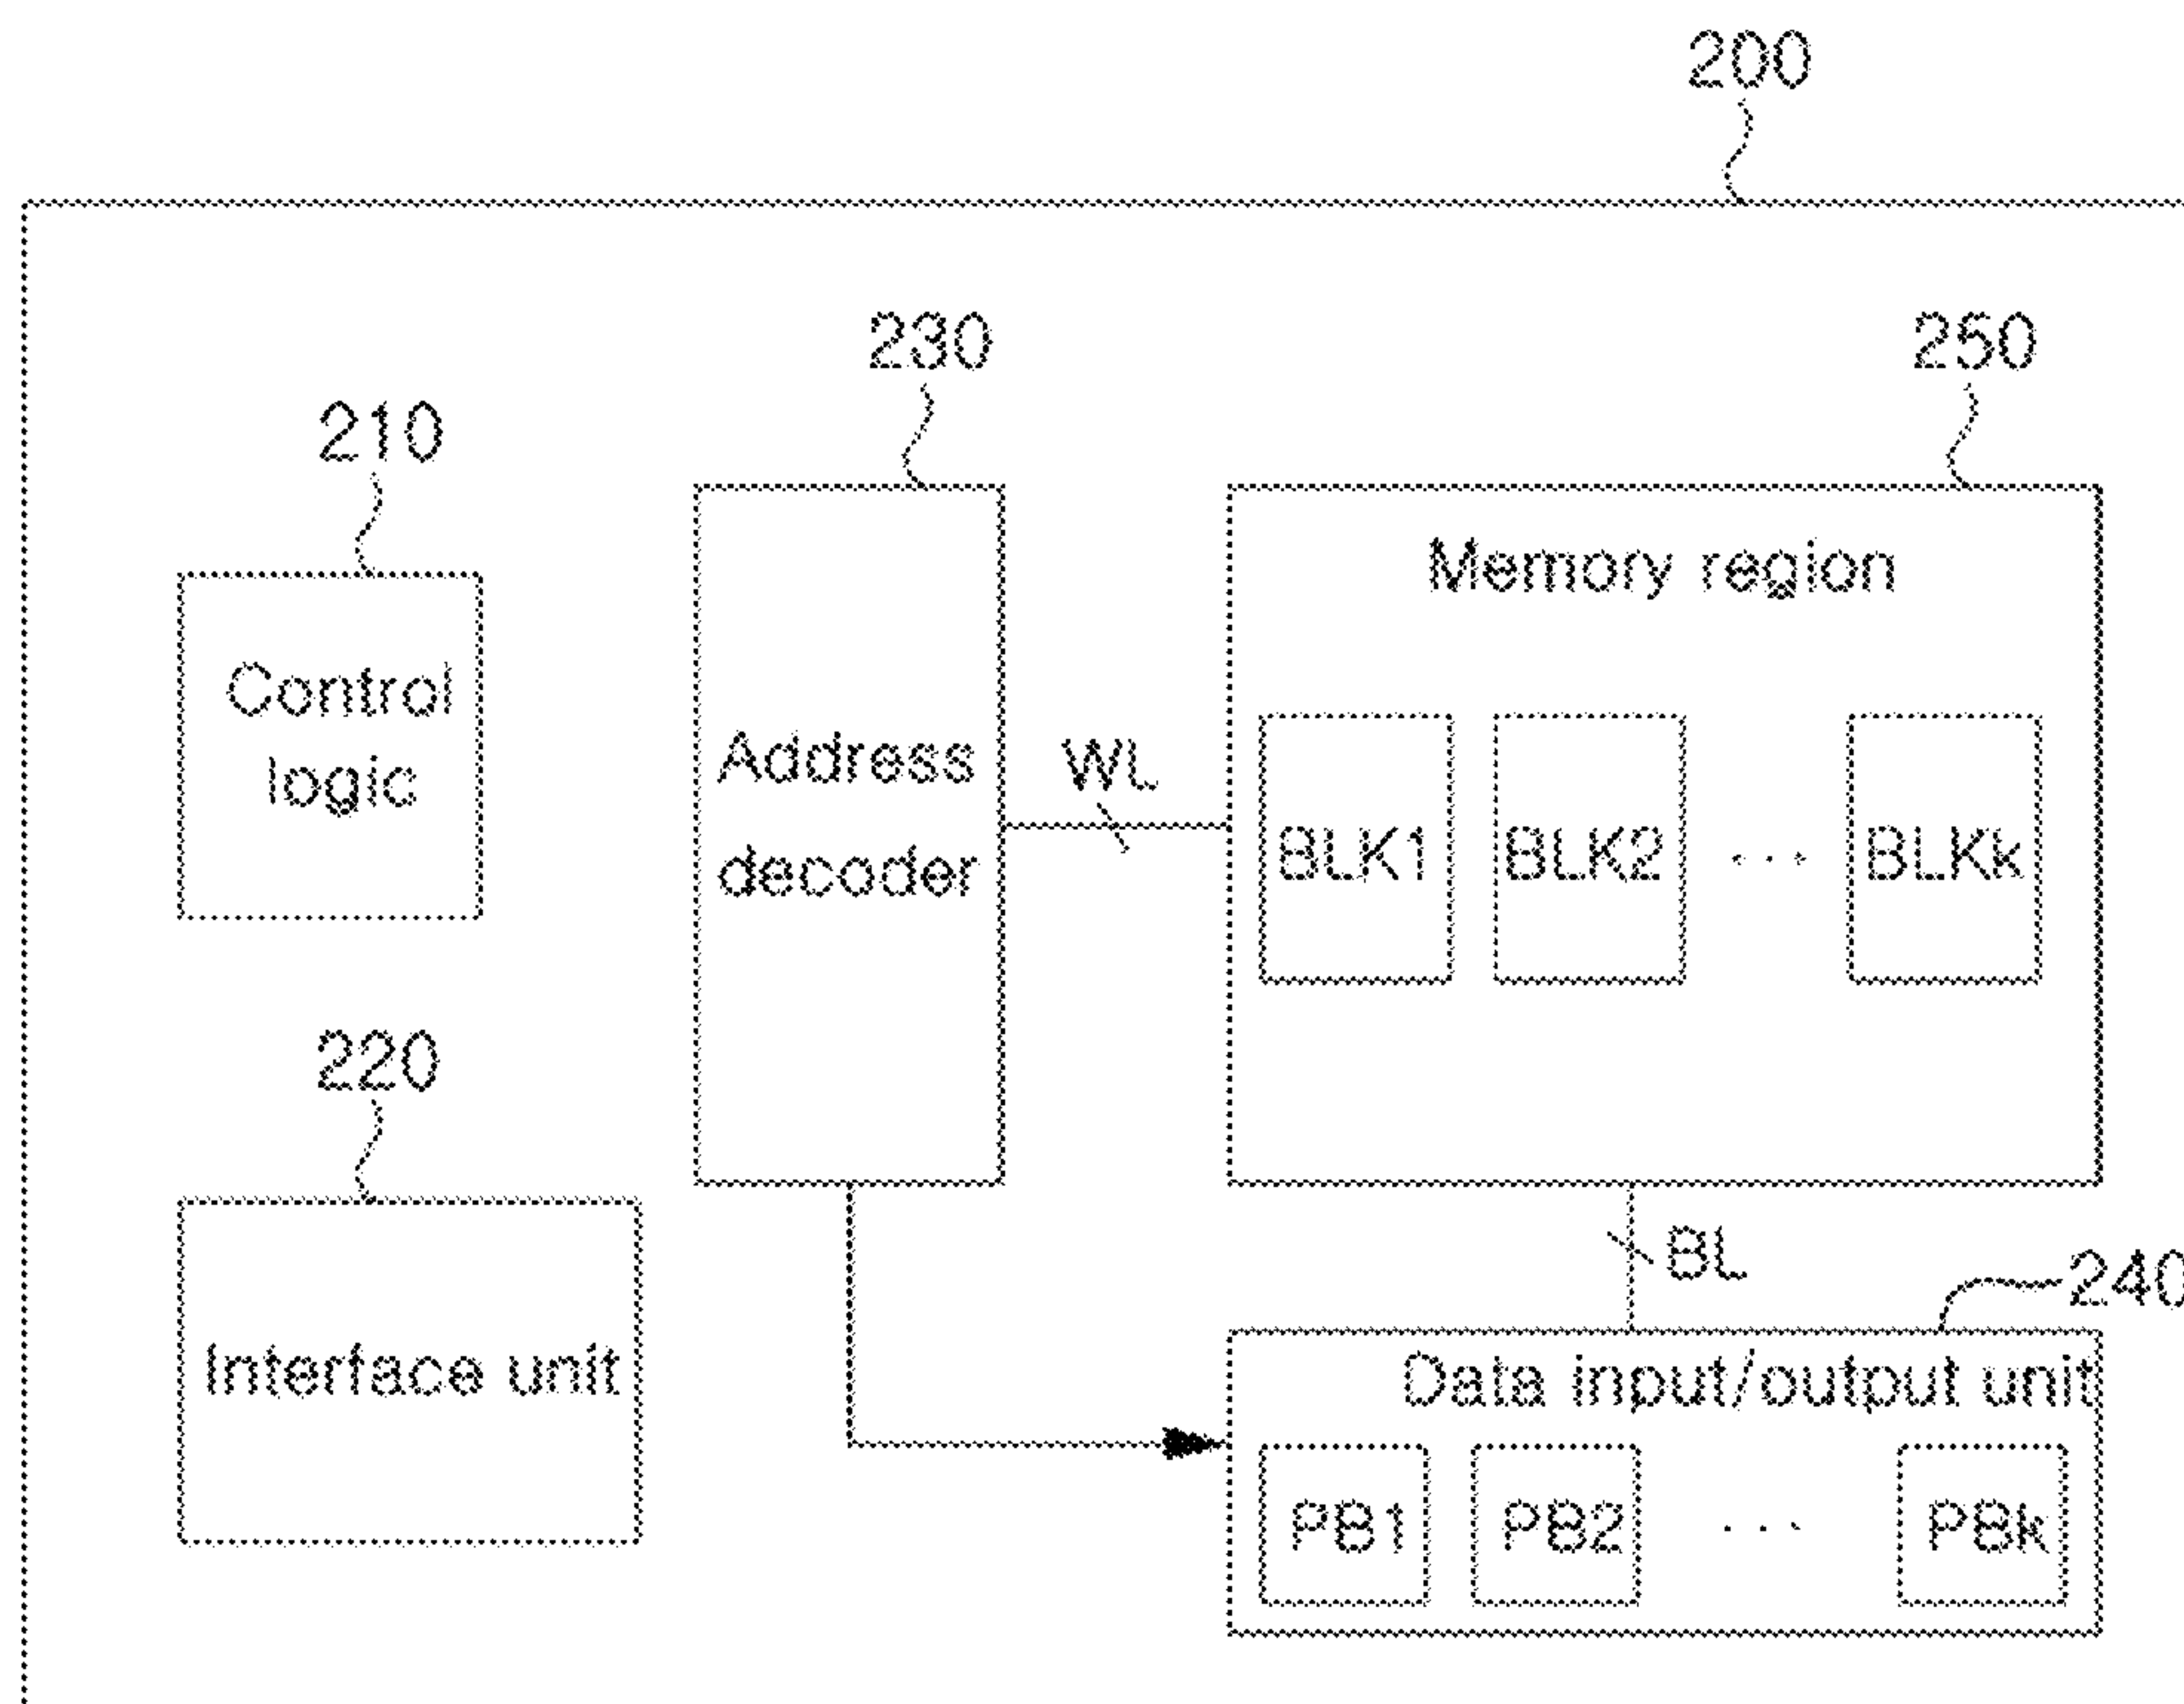 200
230
250
210
Memory region
Control
logic
Address
decoder
WL
BLK1 BLK2 ... BLKk
220
BL
240
Interface unit
Data input/output unit
PB1 PB2 ... PBk